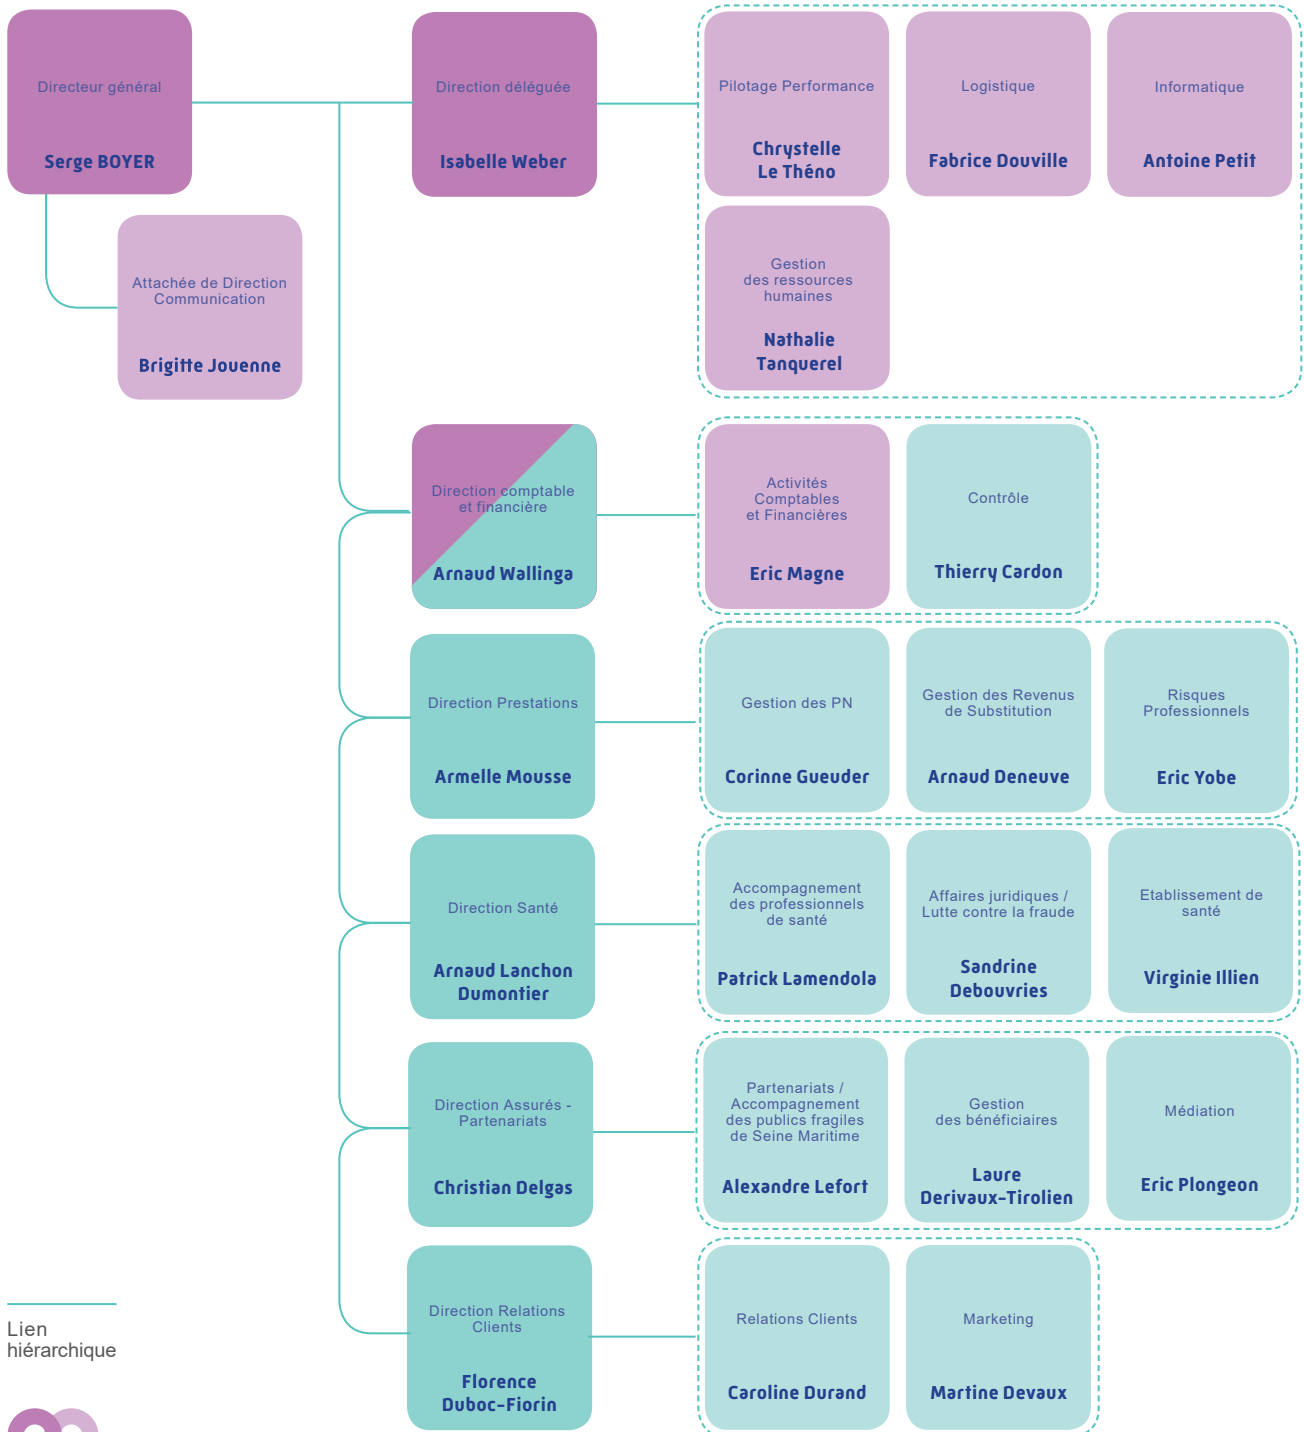 Directeur général
Serge BOYER
Attachée de Direction
Communication
Brigitte Jouenne
Direction déléguée
Isabelle Weber
Pilotage Performance
Chrystelle
Le Théno
Logistique
Fabrice Douville
Informatique
Antoine Petit
Gestion
des ressources
humaines
Nathalie
Tanquerel
Direction comptable
et financière
Arnaud Wallinga
Activités
Comptables
et Financières
Eric Magne
Contrôle
Thierry Cardon
Direction Prestations
Armelle Mousse
Gestion des PN
Corinne Gueuder
Gestion des Revenus
de Substitution
Arnaud Deneuve
Risques
Professionnels
Eric Yobe
Direction Santé
Arnaud Lanchon
Dumontier
Accompagnement
des professionnels
de santé
Patrick Lamendola
Affaires juridiques /
Lutte contre la fraude
Sandrine
Debouvries
Etablissement de
santé
Virginie Illien
Direction Assurés -
Partenariats
Christian Delgas
Partenariats /
Accompagnement
des publics fragiles
de Seine Maritime
Alexandre Lefort
Gestion
des bénéficiaires
Laure
Derivaux-Tirolien
Médiation
Eric Plongeon
Direction Relations
Clients
Florence
Duboc-Fiorin
Relations Clients
Caroline Durand
Marketing
Martine Devaux
Lien
hiérarchique